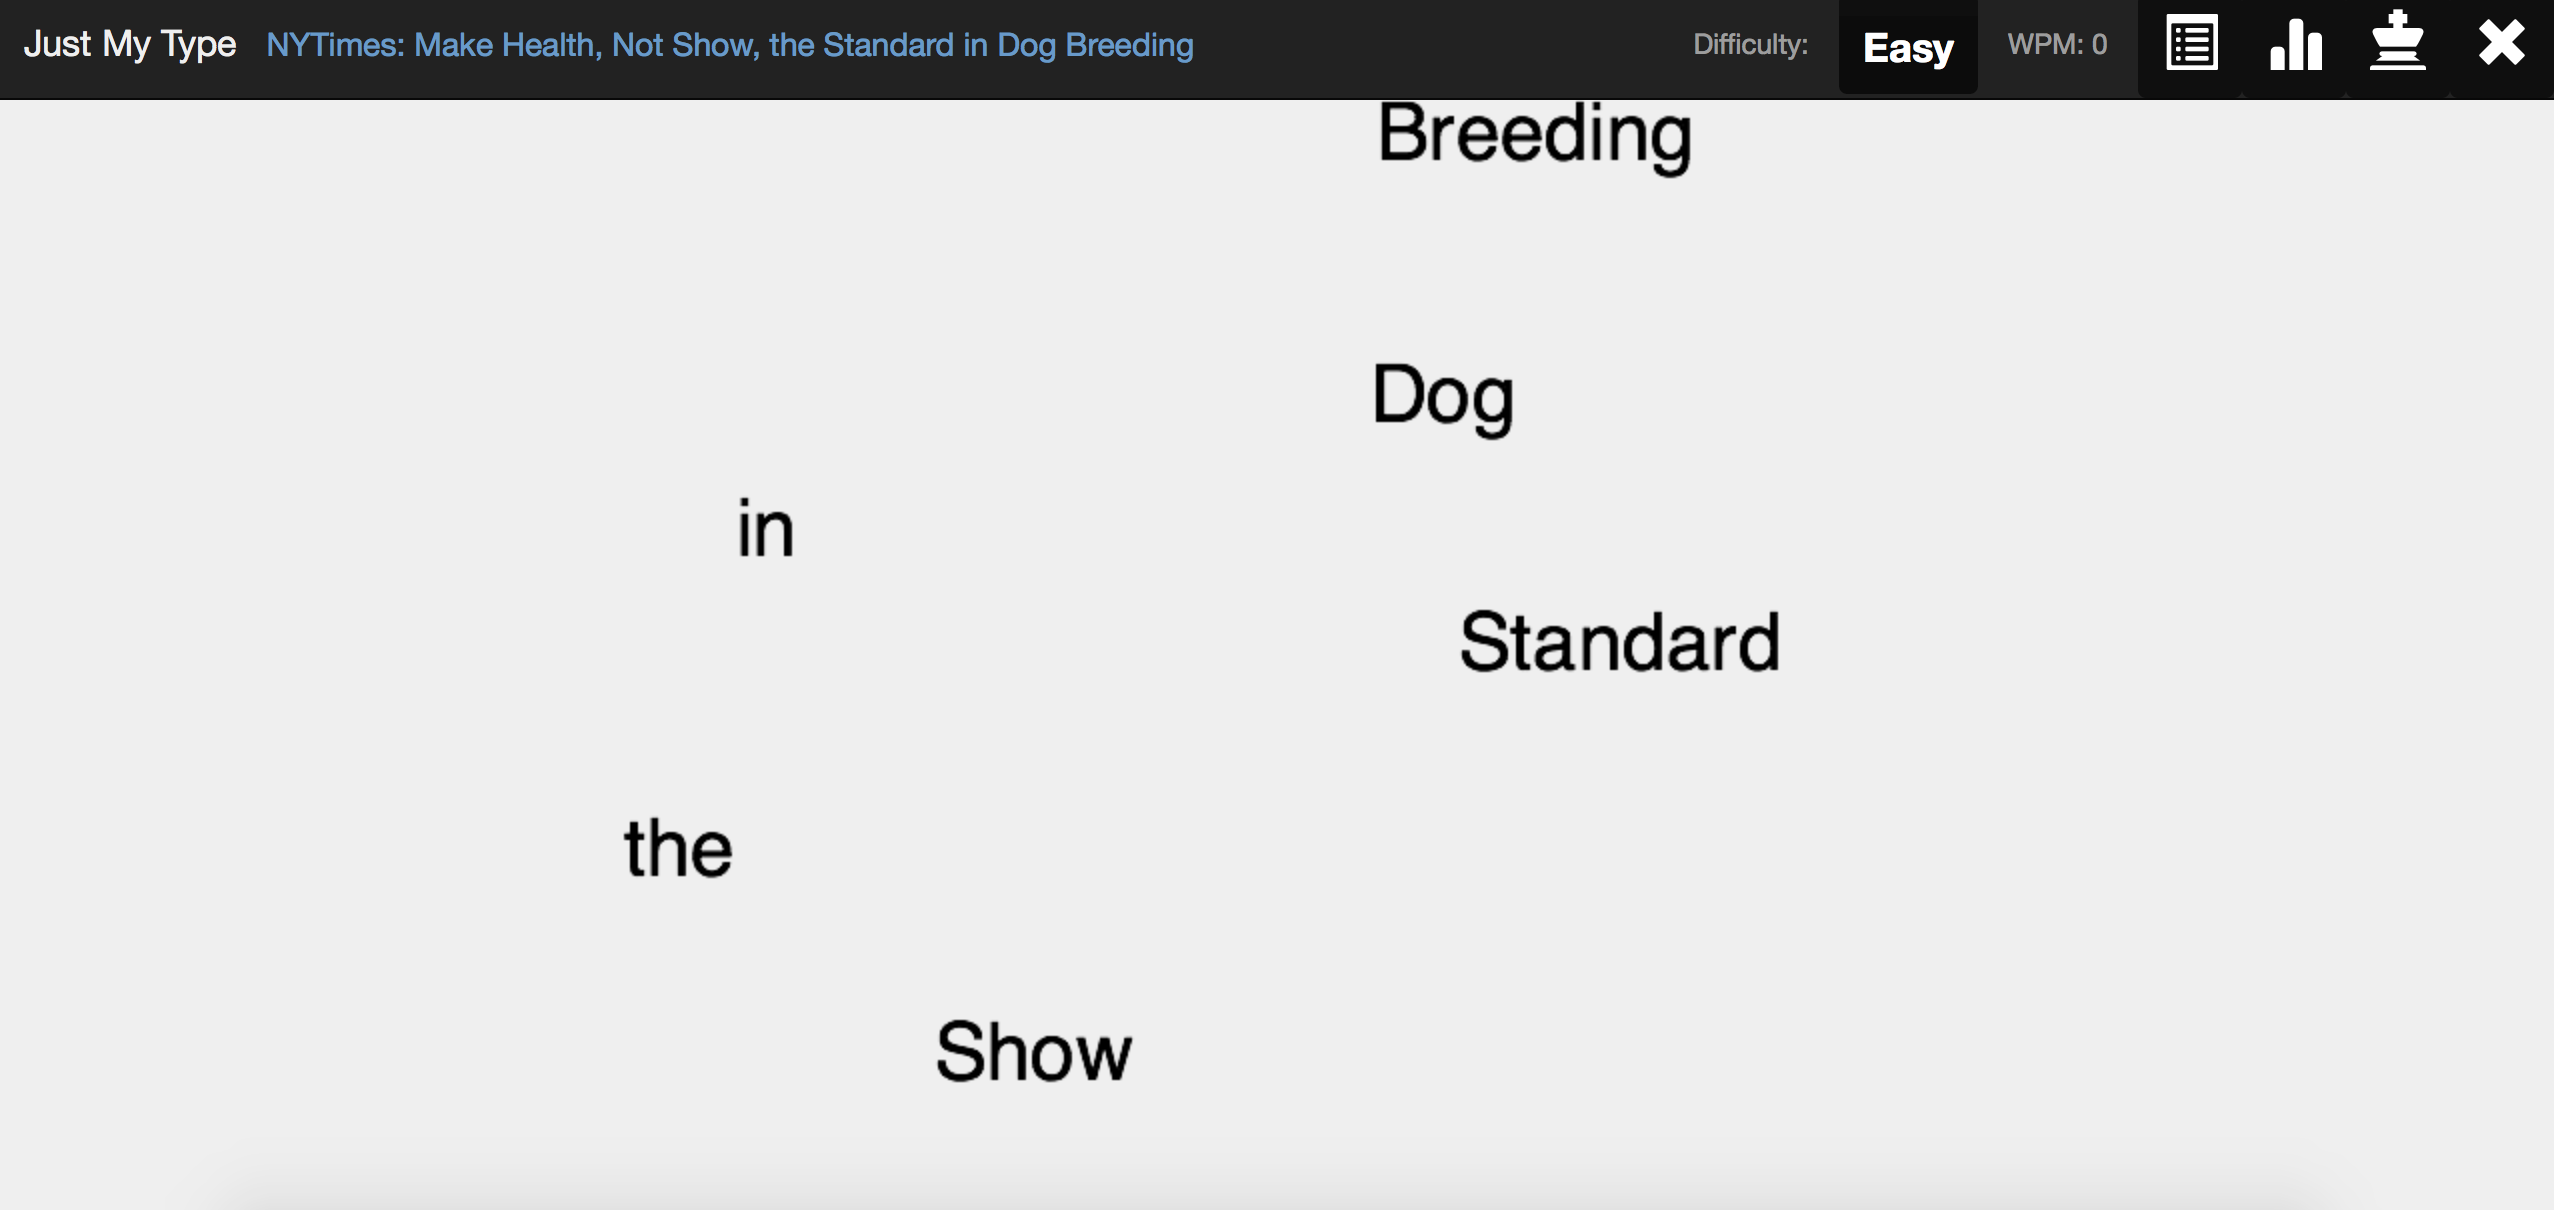 Just My Type NYTimes: Make Health, Not Show, the Standard in Dog Breeding Difficulty: Easy WPM: 0
Breeding
Dog
in
Standard
the
Show